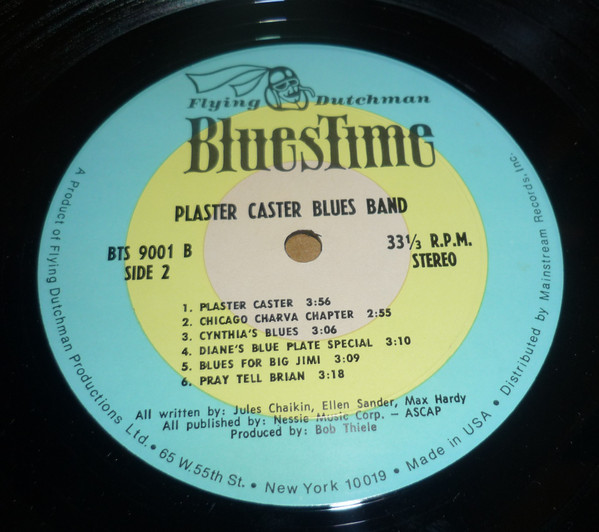 Flying Dutchman
BluesTime
PLASTER CASTER BLUES BAND
BTS 9001 B
SIDE 2
33⅓ R.P.M.
STEREO
1. PLASTER CASTER 3:56
2. CHICAGO CHARVA CHAPTER 2:55
3. CYNTHIA'S BLUES 3:06
4. DIANE'S BLUE PLATE SPECIAL 3:10
5. BLUES FOR BIG JIMI 3:09
6. PRAY TELL BRIAN 3:18
All written by: Jules Chaikin, Ellen Sander, Max Hardy
All published by: Nessie Music Corp. – ASCAP
Produced by: Bob Thiele
A Product of Flying Dutchman Productions Ltd. • 65 W. 55th St. • New York 10019 • Made in USA • Distributed by Mainstream Records, Inc.